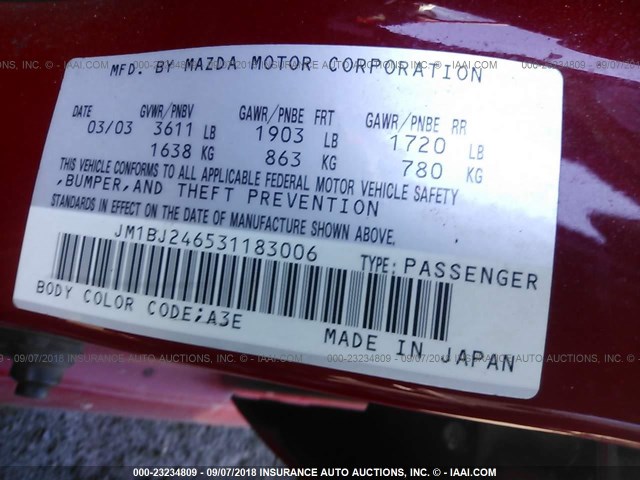 MFD. BY MAZDA MOTOR CORPORATION
DATE GVWR/PNBV GAWR/PNBE FRT GAWR/PNBE RR
03/03 3611 LB 1903 LB 1720 LB
1638 KG 863 KG 780 KG
THIS VEHICLE CONFORMS TO ALL APPLICABLE FEDERAL MOTOR VEHICLE SAFETY
,BUMPER,AND THEFT PREVENTION
STANDARDS IN EFFECT ON THE DATE OF MANUFACTURE SHOWN ABOVE.
JM1BJ246531183006 TYPE:PASSENGER
BODY COLOR CODE;A3E
MADE IN JAPAN
000-23234809 - 09/07/2018 INSURANCE AUTO AUCTIONS, INC. - © IAAI.COM